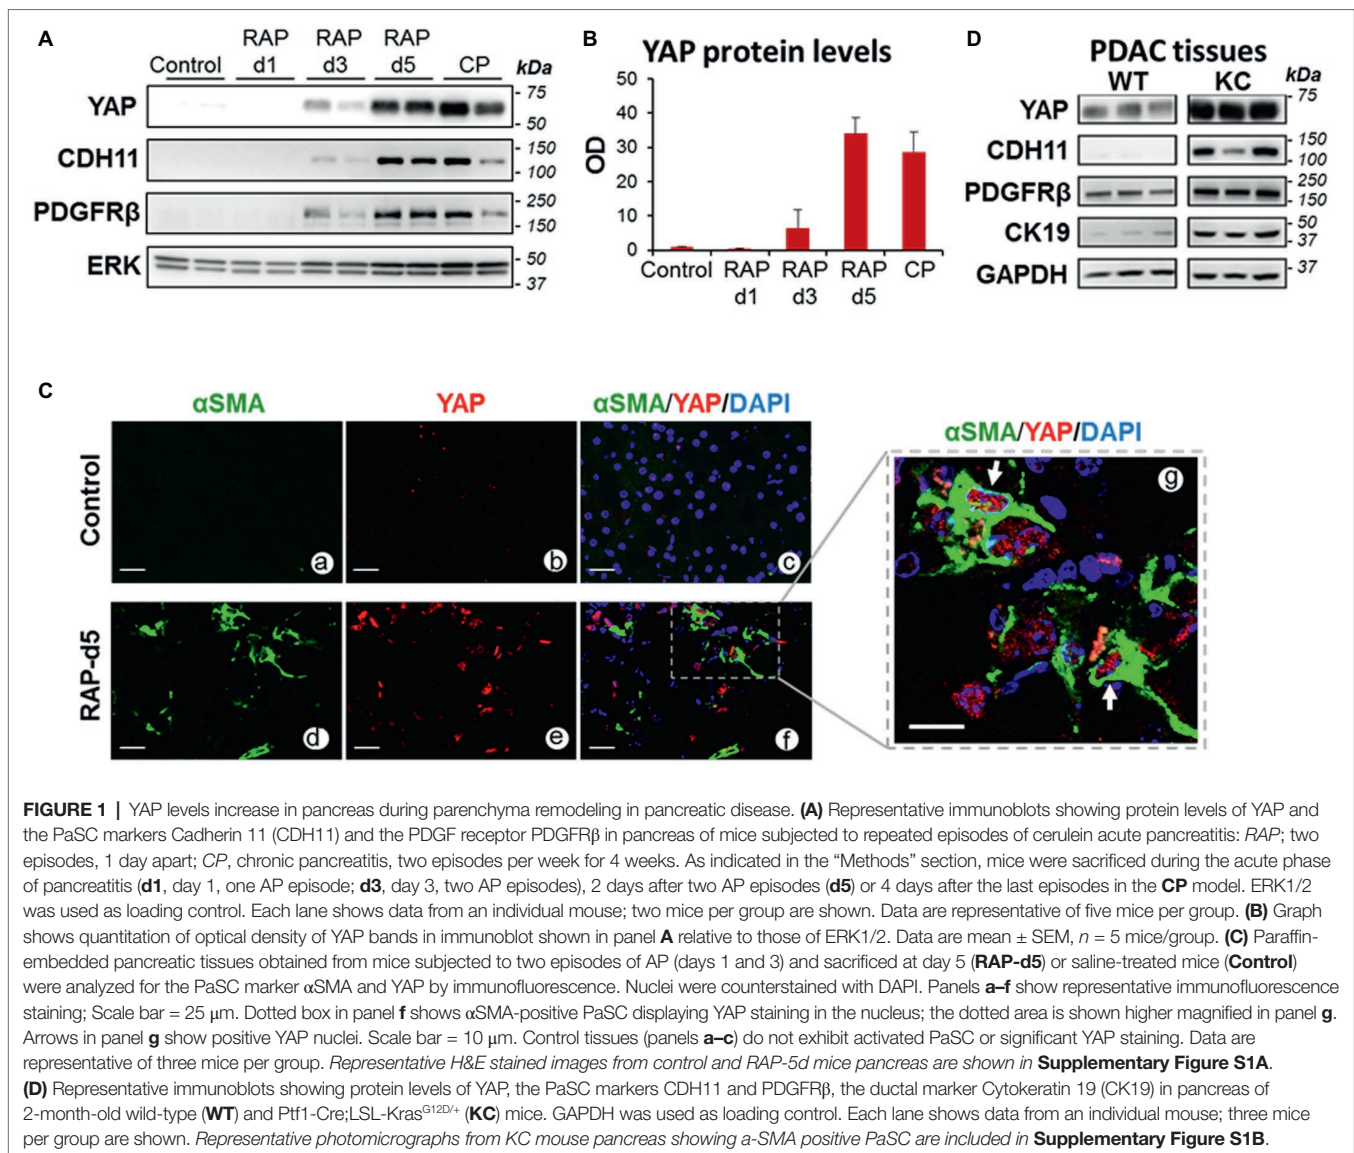 A
RAP RAP RAP
Control d1 d3 d5 CP kDa
YAP
- 75
- 50
CDH11
- 150
- 100
PDGFRβ
- 250
- 150
ERK
- 50
- 37
B
YAP protein levels
OD
50
40
30
20
10
0
Control RAP RAP RAP CP
d1 d3 d5
D
PDAC tissues
WT KC kDa
YAP
- 75
CDH11
- 150
- 100
PDGFRβ
- 250
- 150
CK19
- 50
- 37
GAPDH
- 37
C
αSMA YAP αSMA/YAP/DAPI
Control
a b c
RAP-d5
d e f
αSMA/YAP/DAPI
g
FIGURE 1 | YAP levels increase in pancreas during parenchyma remodeling in pancreatic disease. (A) Representative immunoblots showing protein levels of YAP and
the PaSC markers Cadherin 11 (CDH11) and the PDGF receptor PDGFRβ in pancreas of mice subjected to repeated episodes of cerulein acute pancreatitis: RAP; two
episodes, 1 day apart; CP, chronic pancreatitis, two episodes per week for 4 weeks. As indicated in the “Methods” section, mice were sacrificed during the acute phase
of pancreatitis (d1, day 1, one AP episode; d3, day 3, two AP episodes), 2 days after two AP episodes (d5) or 4 days after the last episodes in the CP model. ERK1/2
was used as loading control. Each lane shows data from an individual mouse; two mice per group are shown. Data are representative of five mice per group. (B) Graph
shows quantitation of optical density of YAP bands in immunoblot shown in panel A relative to those of ERK1/2. Data are mean ± SEM, n = 5 mice/group. (C) Paraffin-
embedded pancreatic tissues obtained from mice subjected to two episodes of AP (days 1 and 3) and sacrificed at day 5 (RAP-d5) or saline-treated mice (Control)
were analyzed for the PaSC marker αSMA and YAP by immunofluorescence. Nuclei were counterstained with DAPI. Panels a–f show representative immunofluorescence
staining; Scale bar = 25 μm. Dotted box in panel f shows αSMA-positive PaSC displaying YAP staining in the nucleus; the dotted area is shown higher magnified in panel g.
Arrows in panel g show positive YAP nuclei. Scale bar = 10 μm. Control tissues (panels a–c) do not exhibit activated PaSC or significant YAP staining. Data are
representative of three mice per group. Representative H&E stained images from control and RAP-5d mice pancreas are shown in Supplementary Figure S1A.
(D) Representative immunoblots showing protein levels of YAP, the PaSC markers CDH11 and PDGFRβ, the ductal marker Cytokeratin 19 (CK19) in pancreas of
2-month-old wild-type (WT) and Ptf1-Cre;LSL-KrasG12D/+ (KC) mice. GAPDH was used as loading control. Each lane shows data from an individual mouse; three mice
per group are shown. Representative photomicrographs from KC mouse pancreas showing a-SMA positive PaSC are included in Supplementary Figure S1B.